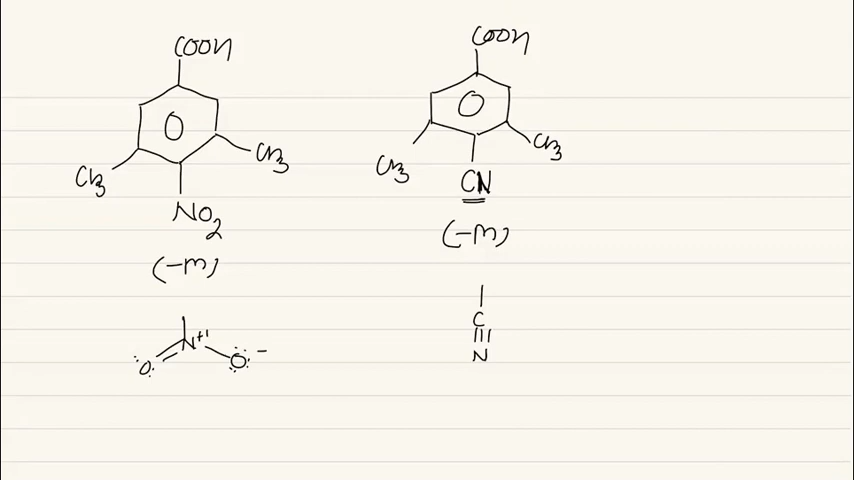 COOH
CH3
CH3
NO2
(-m)
:O: N+1 :O: -
COOH
CH3
CH3
CN
(-m)
C
N